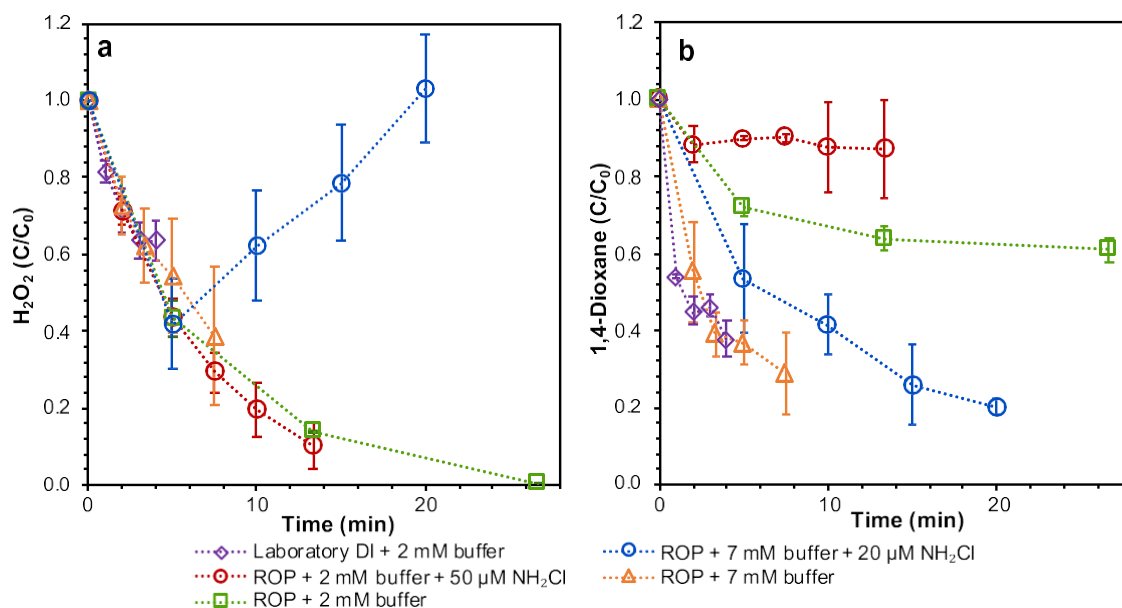 a
b
1.2
1.0
0.8
0.6
0.4
0.2
0.0
H₂O₂ (C/C₀)
0
10
20
Time (min)
1.2
1.0
0.8
0.6
0.4
0.2
0.0
1,4-Dioxane (C/C₀)
0
10
20
Time (min)
Laboratory DI + 2 mM buffer
ROP + 2 mM buffer + 50 µM NH₂Cl
ROP + 2 mM buffer
ROP + 7 mM buffer + 20 µM NH₂Cl
ROP + 7 mM buffer